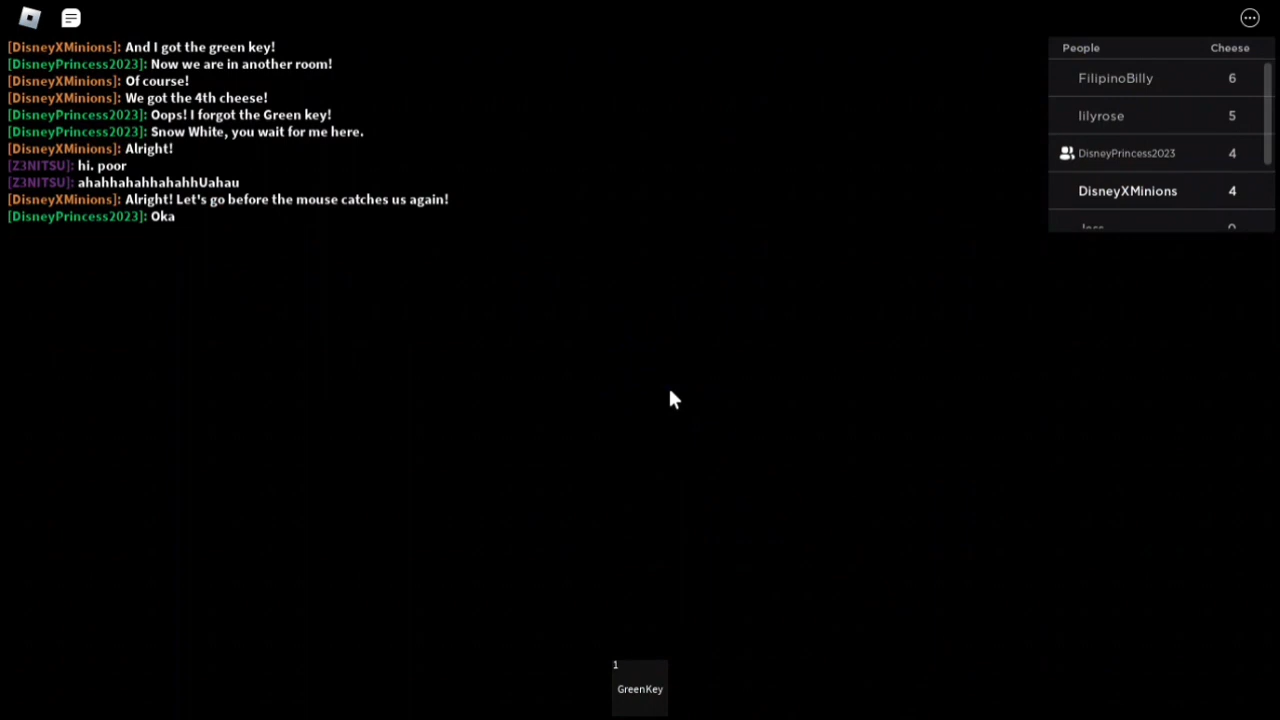 [DisneyXMinions]: And I got the green key!
[DisneyPrincess2023]: Now we are in another room!
[DisneyXMinions]: Of course!
[DisneyXMinions]: We got the 4th cheese!
[DisneyPrincess2023]: Oops! I forgot the Green key!
[DisneyPrincess2023]: Snow White, you wait for me here.
[DisneyXMinions]: Alright!
[Z3NITSU]: hi. poor
[Z3NITSU]: ahahhahahhahahhUahau
[DisneyXMinions]: Alright! Let's go before the mouse catches us again!
[DisneyPrincess2023]: Oka
People Cheese
FilipinoBilly 6
lilyrose 5
DisneyPrincess2023 4
DisneyXMinions 4
1
GreenKey